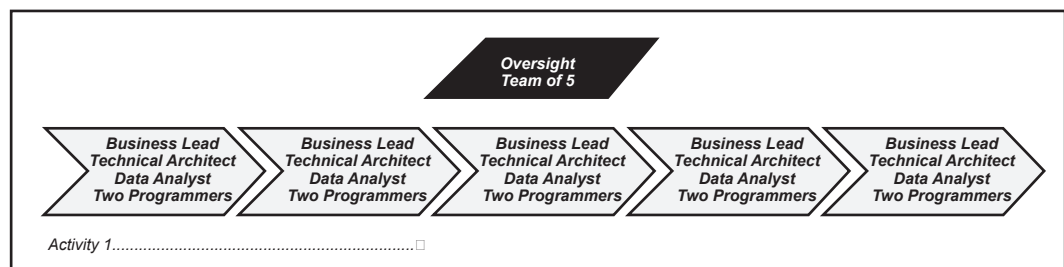 Oversight
Team of 5
Business Lead
Technical Architect
Data Analyst
Two Programmers
Business Lead
Technical Architect
Data Analyst
Two Programmers
Business Lead
Technical Architect
Data Analyst
Two Programmers
Business Lead
Technical Architect
Data Analyst
Two Programmers
Business Lead
Technical Architect
Data Analyst
Two Programmers
Activity 1....................................................................□